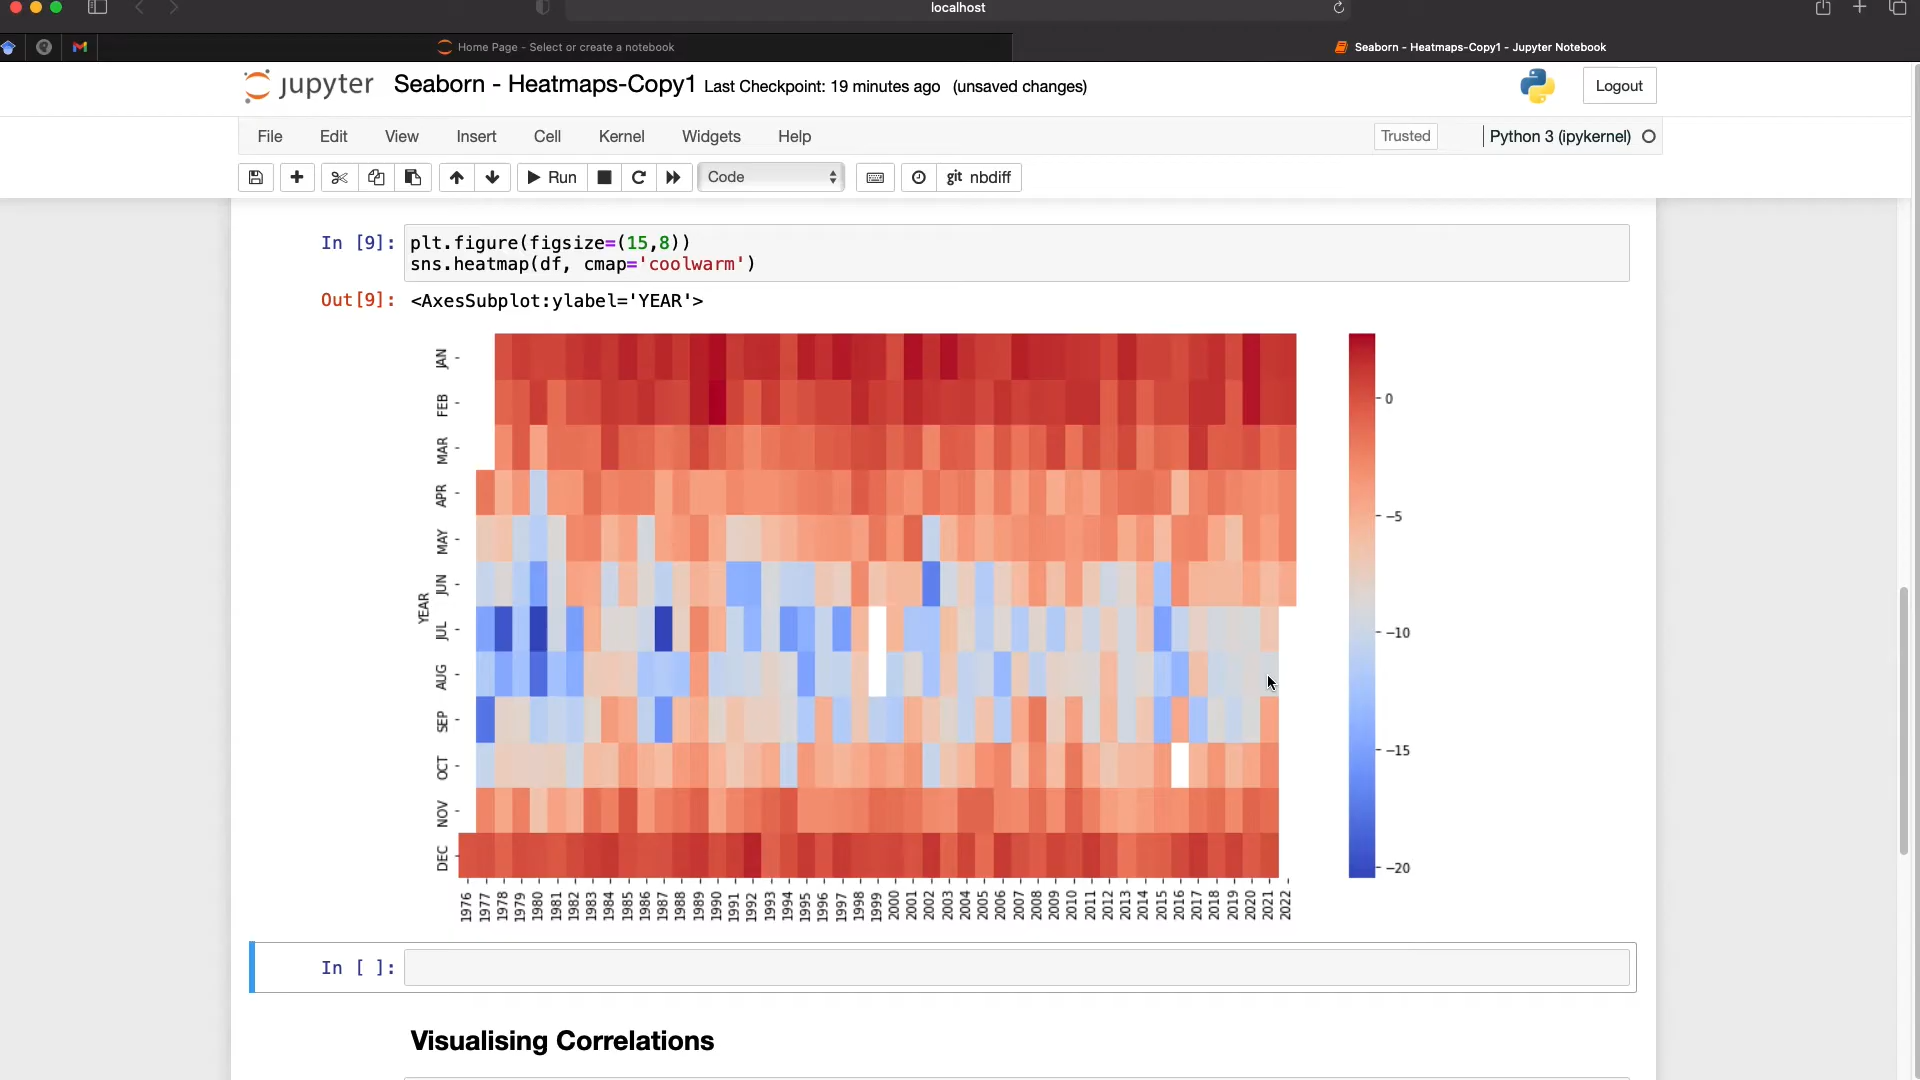 localhost
Home Page - Select or create a notebook
Seaborn - Heatmaps-Copy1 - Jupyter Notebook
jupyter Seaborn - Heatmaps-Copy1 Last Checkpoint: 19 minutes ago (unsaved changes)
Logout
File Edit View Insert Cell Kernel Widgets Help
Trusted
Python 3 (ipykernel)
Run
Code
git nbdiff
In [9]: plt.figure(figsize=(15,8))
sns.heatmap(df, cmap='coolwarm')
Out[9]: <AxesSubplot:ylabel='YEAR'>
YEAR
JAN
FEB
MAR
APR
MAY
JUN
JUL
AUG
SEP
OCT
NOV
DEC
1976 1977 1978 1979 1980 1981 1982 1983 1984 1985 1986 1987 1988 1989 1990 1991 1992 1993 1994 1995 1996 1997 1998 1999 2000 2001 2002 2003 2004 2005 2006 2007 2008 2009 2010 2011 2012 2013 2014 2015 2016 2017 2018 2019 2020 2021 2022
0
−5
−10
−15
−20
In [ ]:
Visualising Correlations